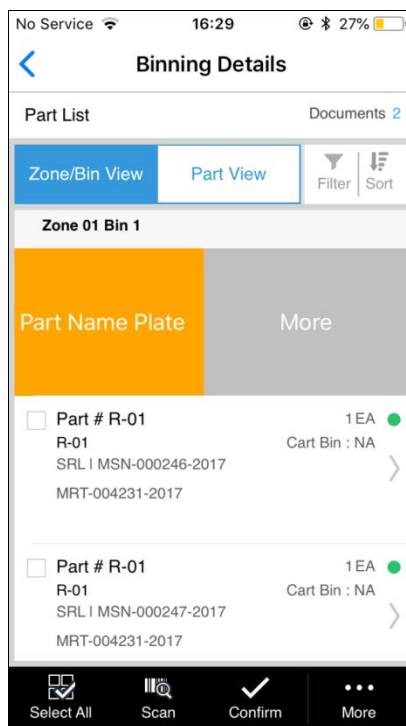 No Service 16:29 27%
Binning Details
Part List Documents 2
Zone/Bin View Part View Filter Sort
Zone 01 Bin 1
Part Name Plate More
Part # R-01 1 EA
R-01 Cart Bin : NA
SRL I MSN-000246-2017
MRT-004231-2017
Part # R-01 1 EA
R-01 Cart Bin : NA
SRL I MSN-000247-2017
MRT-004231-2017
Select All Scan Confirm More